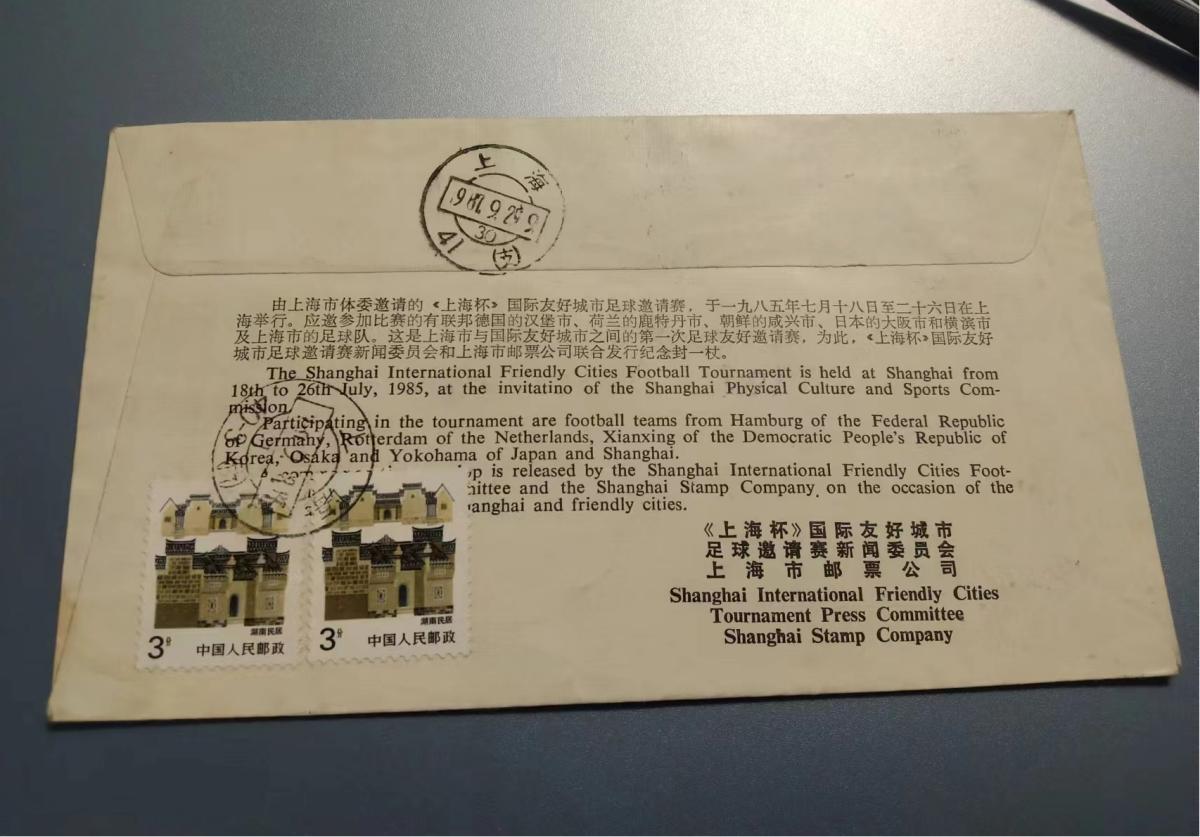 上海
41
30
(支)
由上海市体委邀请的《上海杯》国际友好城市足球邀请赛，于一九八五年七月十八日至二十六日在上
海举行。应邀参加比赛的有联邦德国的汉堡市、荷兰的鹿特丹市、朝鲜的咸兴市、日本的大阪市和横滨市
及上海市的足球队。这是上海市与国际友好城市之间的第一次足球友好邀请赛，为此，《上海杯》国际友好
城市足球邀请赛新闻委员会和上海市邮票公司联合发行纪念封一枚。
The Shanghai International Friendly Cities Football Tournament is held at Shanghai from
18th to 26th July, 1985, at the invitatino of the Shanghai Physical Culture and Sports Com-
mission.
Participating in the tournament are football teams from Hamburg of the Federal Republic
of Germany, Rotterdam of the Netherlands, Xianxing of the Democratic People's Republic of
Korea, Osaka and Yokohama of Japan and Shanghai.
is released by the Shanghai International Friendly Cities Foot-
and the Shanghai Stamp Company, on the occasion of the
and friendly cities.
《上海杯》国际友好城市
足球邀请赛新闻委员会
上海市邮票公司
Shanghai International Friendly Cities
Tournament Press Committee
Shanghai Stamp Company
湖南民居
3分 中国人民邮政
湖南民居
3分 中国人民邮政